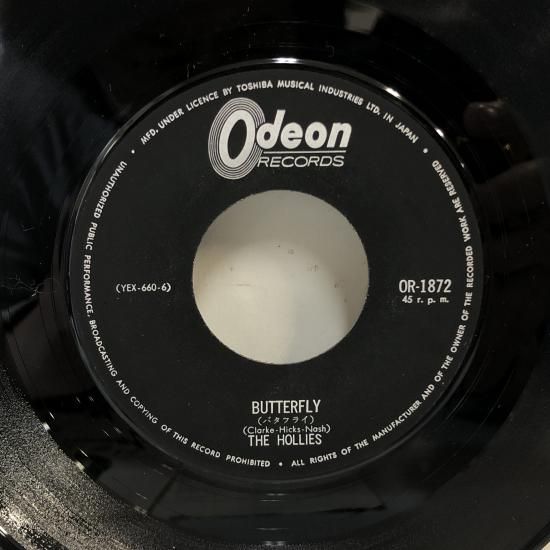 • MFD. UNDER LICENCE BY TOSHIBA MUSICAL INDUSTRIES LTD. IN JAPAN •
Odeon
RECORDS
(YEX-660-6)
OR-1872
45 r. p. m.
BUTTERFLY
(バタフライ)
(Clarke-Hicks-Nash)
THE HOLLIES
UNAUTHORIZED PUBLIC PERFORMANCE, BROADCASTING AND COPYING OF THIS RECORD PROHIBITED • ALL RIGHTS OF THE MANUFACTURER AND OF THE OWNER OF THE RECORDED WORK ARE RESERVED